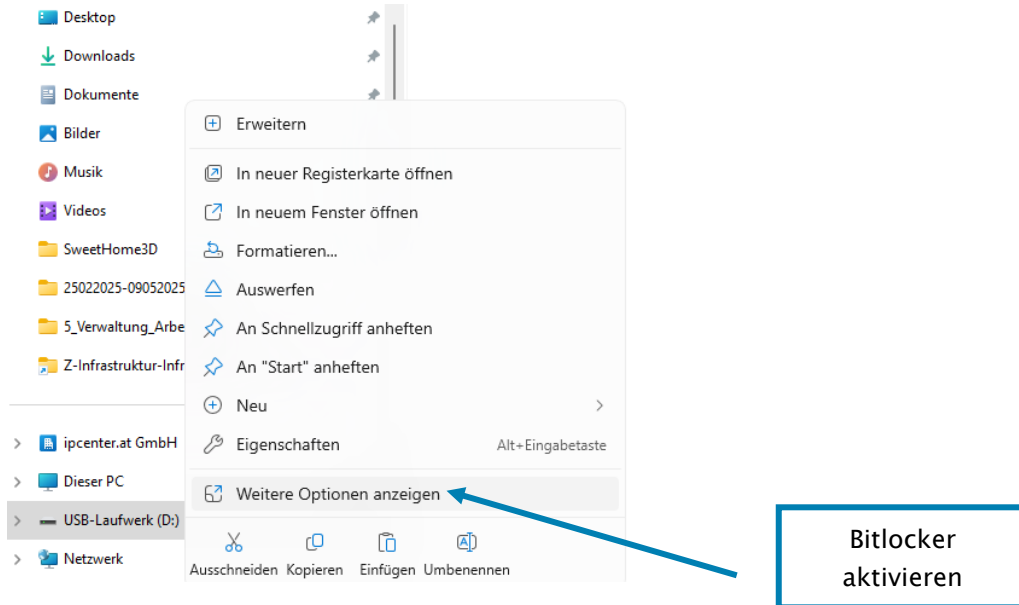 Desktop
Downloads
Dokumente
Bilder
Musik
Videos
SweetHome3D
25022025-09052025
5_Verwaltung_Arbe
Z-Infrastruktur-Infr
ipcenter.at GmbH
Dieser PC
USB-Laufwerk (D:)
Netzwerk
Erweitern
In neuer Registerkarte öffnen
In neuem Fenster öffnen
Formatieren...
Auswerfen
An Schnellzugriff anheften
An "Start" anheften
Neu
Eigenschaften Alt+Eingabetaste
Weitere Optionen anzeigen
Ausschneiden Kopieren Einfügen Umbenennen
Bitlocker
aktivieren